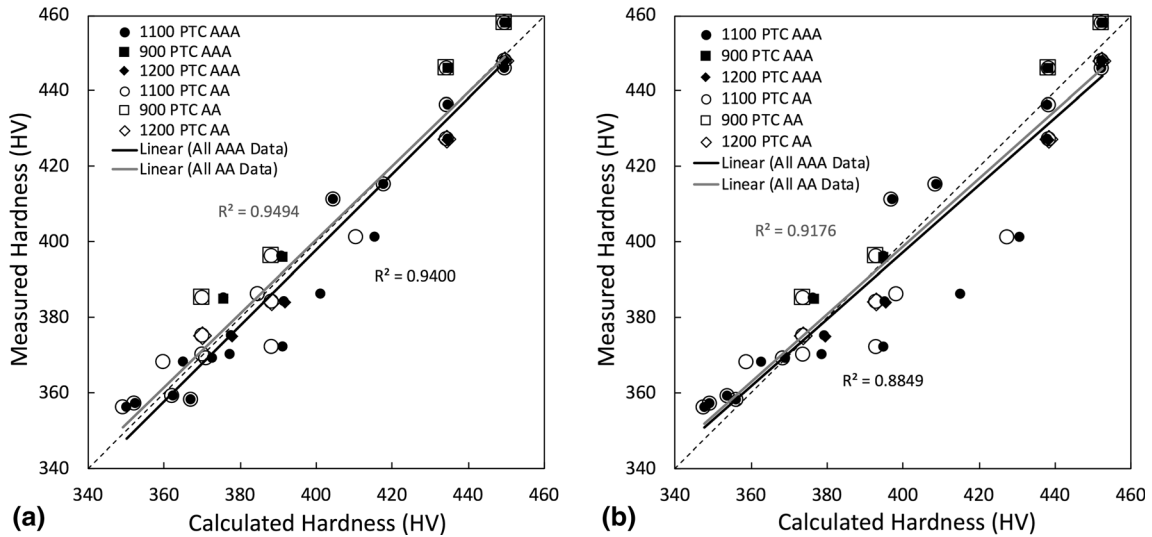 460
440
420
400
380
360
340
Measured Hardness (HV)
1100 PTC AAA
900 PTC AAA
1200 PTC AAA
1100 PTC AA
900 PTC AA
1200 PTC AA
Linear (All AAA Data)
Linear (All AA Data)
R² = 0.9494
R² = 0.9400
340 360 380 400 420 440 460
Calculated Hardness (HV)
(a)
460
440
420
400
380
360
340
Measured Hardness (HV)
1100 PTC AAA
900 PTC AAA
1200 PTC AAA
1100 PTC AA
900 PTC AA
1200 PTC AA
Linear (All AAA Data)
Linear (All AA Data)
R² = 0.9176
R² = 0.8849
340 360 380 400 420 440 460
Calculated Hardness (HV)
(b)